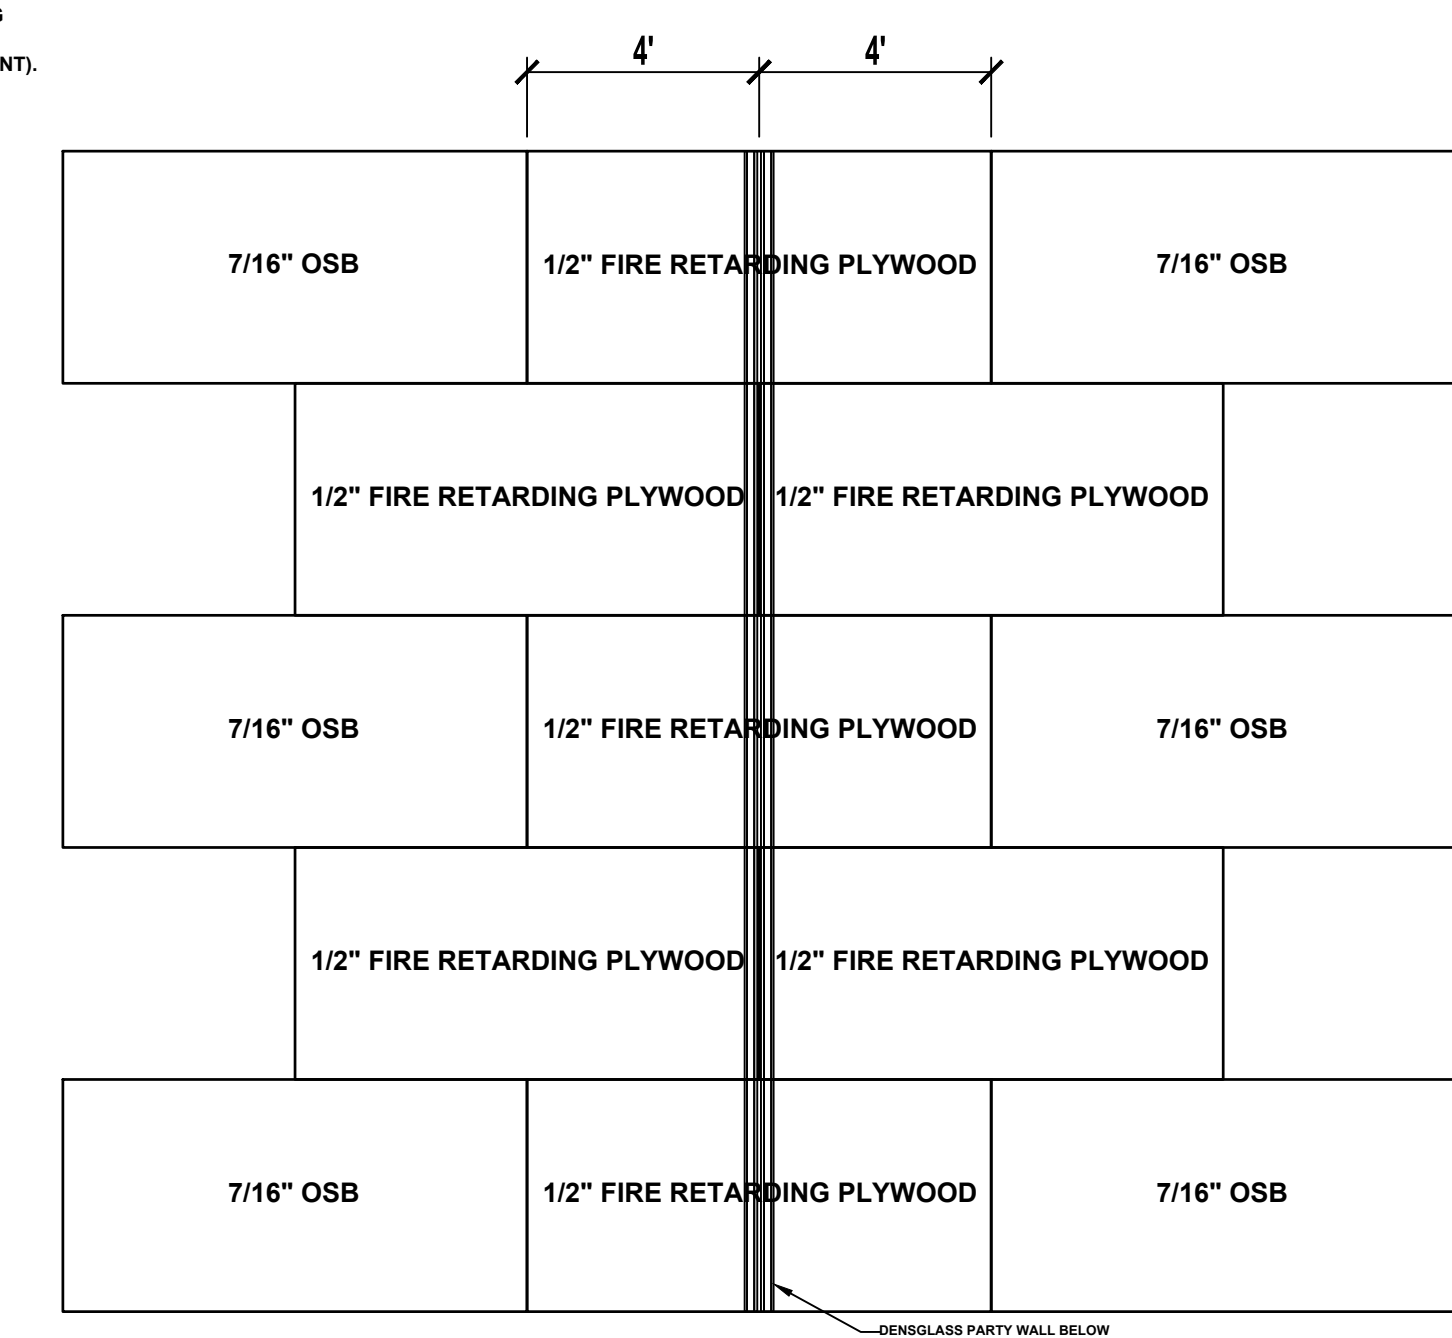 NT).
4' 4'
7/16" OSB 1/2" FIRE RETARDING PLYWOOD 7/16" OSB
1/2" FIRE RETARDING PLYWOOD 1/2" FIRE RETARDING PLYWOOD
7/16" OSB 1/2" FIRE RETARDING PLYWOOD 7/16" OSB
1/2" FIRE RETARDING PLYWOOD 1/2" FIRE RETARDING PLYWOOD
7/16" OSB 1/2" FIRE RETARDING PLYWOOD 7/16" OSB
DENSGLASS PARTY WALL BELOW